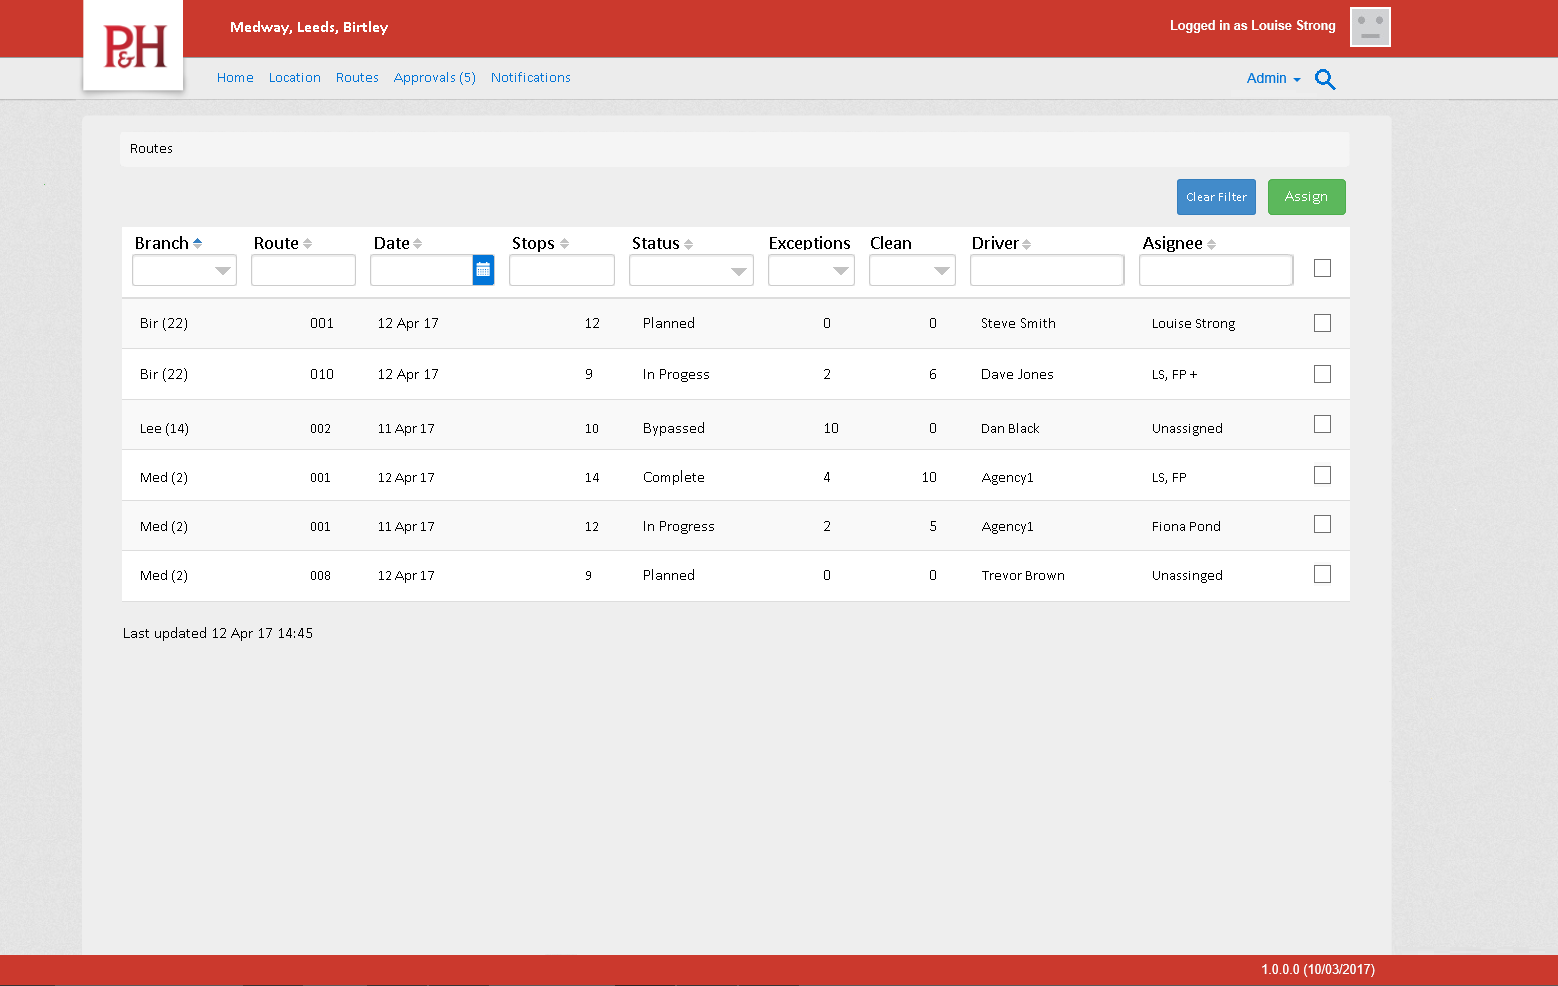 P&H
Medway, Leeds, Birtley
Logged in as Louise Strong
Home Location Routes Approvals (5) Notifications
Admin
Routes
Clear Filter Assign
Branch Route Date Stops Status Exceptions Clean Driver Asignee
Bir (22) 001 12 Apr 17 12 Planned 0 0 Steve Smith Louise Strong
Bir (22) 010 12 Apr 17 9 In Progess 2 6 Dave Jones LS, FP +
Lee (14) 002 11 Apr 17 10 Bypassed 10 0 Dan Black Unassigned
Med (2) 001 12 Apr 17 14 Complete 4 10 Agency1 LS, FP
Med (2) 001 11 Apr 17 12 In Progress 2 5 Agency1 Fiona Pond
Med (2) 008 12 Apr 17 9 Planned 0 0 Trevor Brown Unassinged
Last updated 12 Apr 17 14:45
1.0.0.0 (10/03/2017)